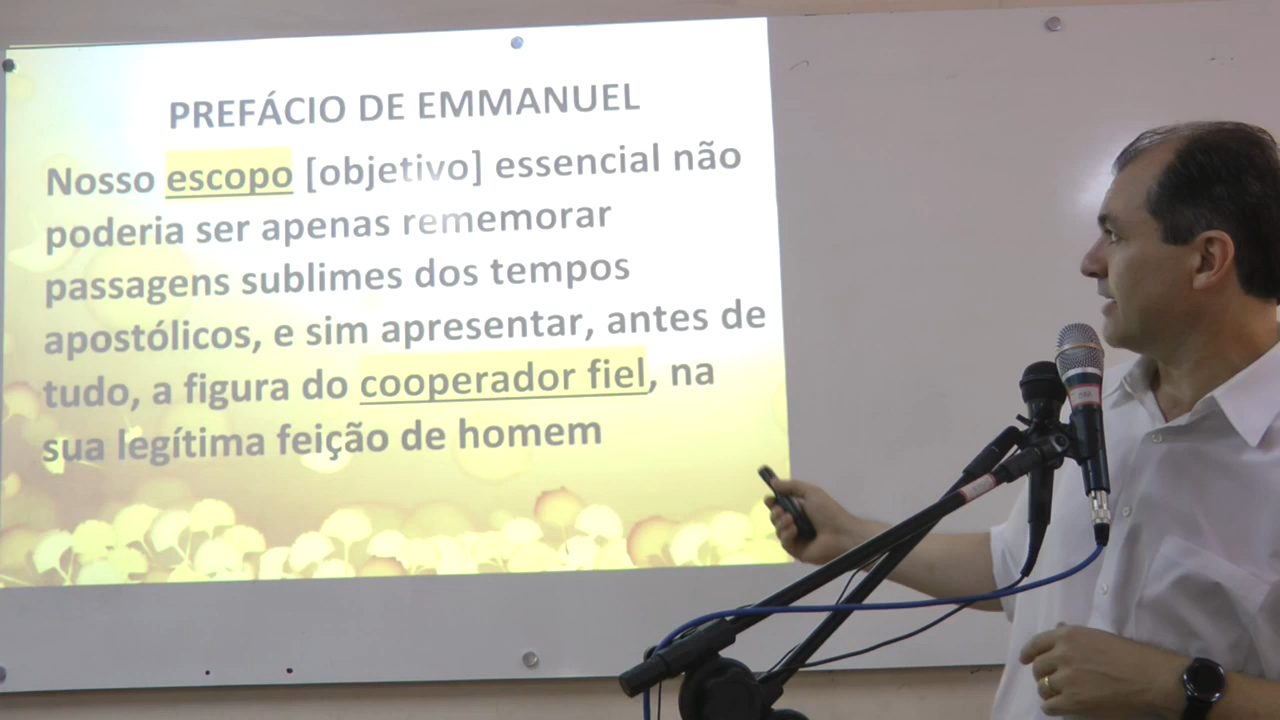 PREFÁCIO DE EMMANUEL
Nosso escopo [objetivo] essencial não
poderia ser apenas rememorar
passagens sublimes dos tempos
apostólicos, e sim apresentar, antes de
tudo, a figura do cooperador fiel, na
sua legítima feição de homem